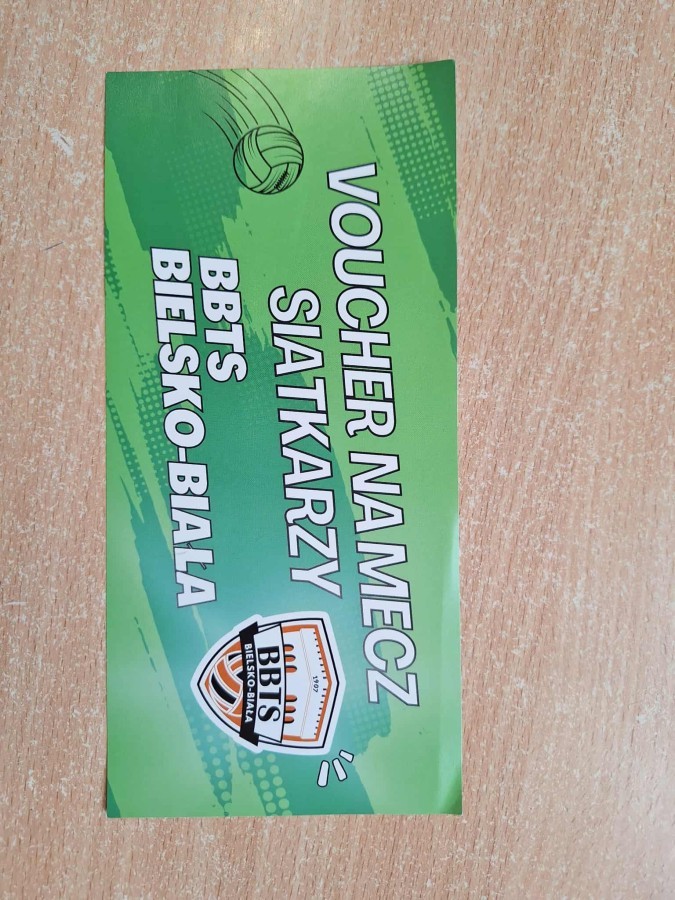 VOUCHER NA MECZ
SIATKARZY
BBTS
BIELSKO-BIAŁA
1907
BBTS
BIELSKO-BIAŁA